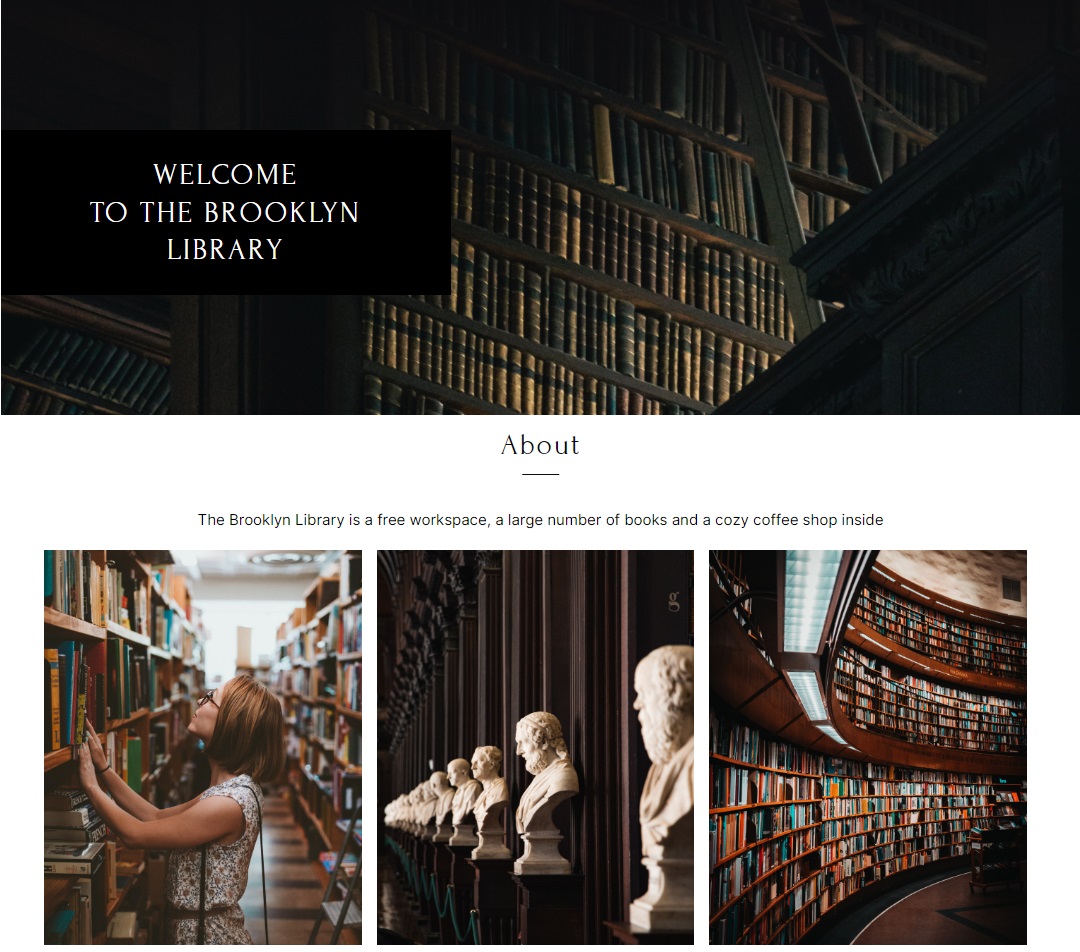 WELCOME
TO THE BROOKLYN
LIBRARY
About
The Brooklyn Library is a free workspace, a large number of books and a cozy coffee shop inside
g